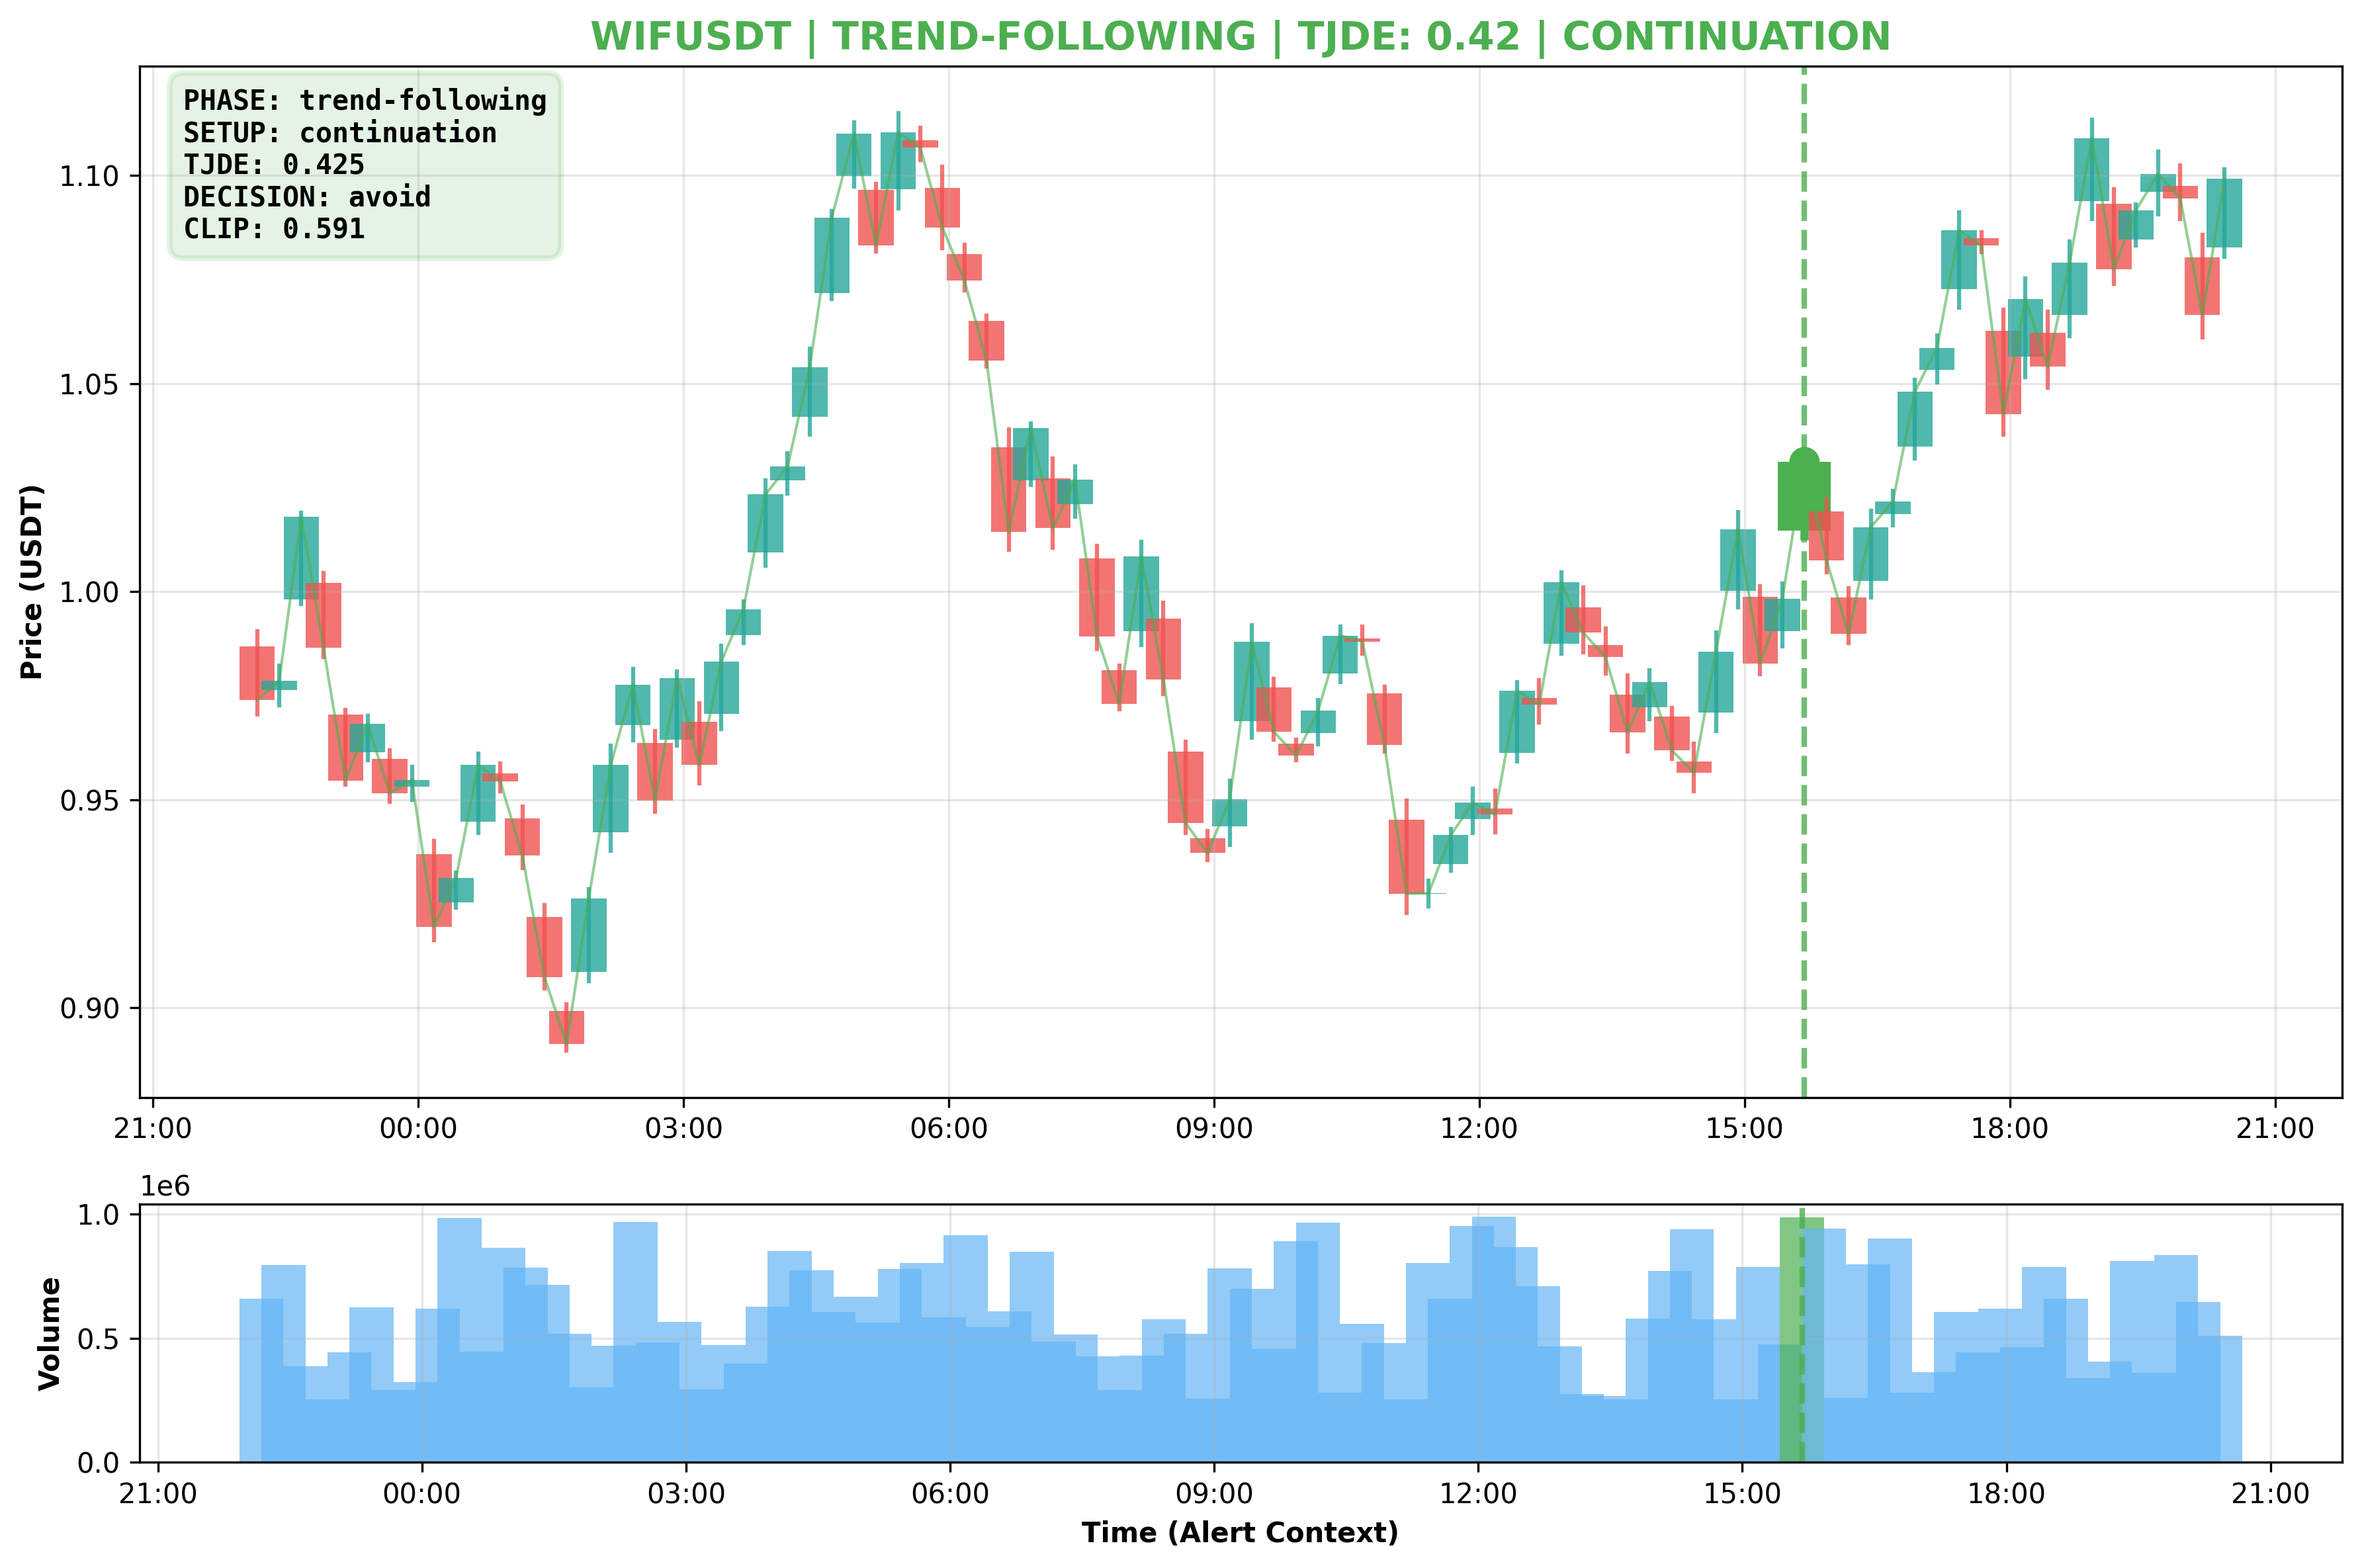 WIFUSDT | TREND-FOLLOWING | TJDE: 0.42 | CONTINUATION
PHASE: trend-following
SETUP: continuation
TJDE: 0.425
DECISION: avoid
CLIP: 0.591
Price (USDT)
1.10
1.05
1.00
0.95
0.90
21:00 00:00 03:00 06:00 09:00 12:00 15:00 18:00 21:00
1e6
Volume
1.0
0.5
0.0
21:00 00:00 03:00 06:00 09:00 12:00 15:00 18:00 21:00
Time (Alert Context)